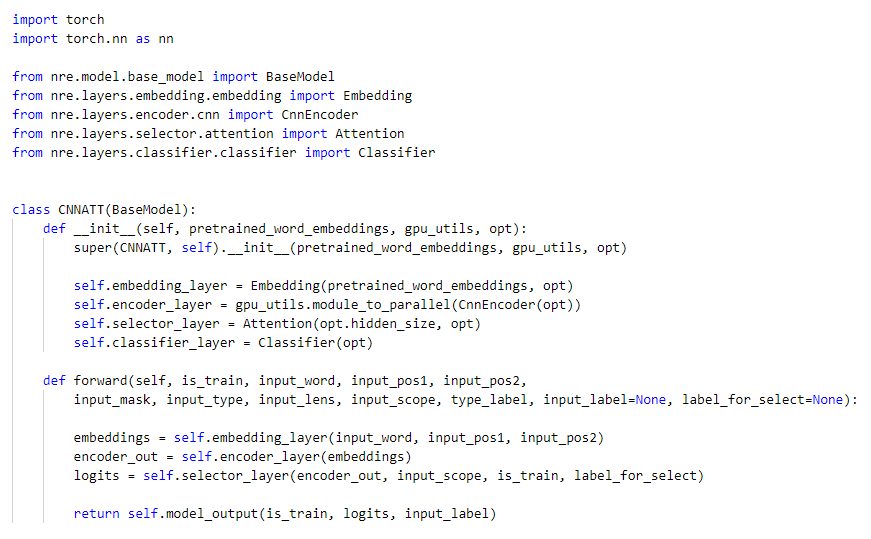 import torch
import torch.nn as nn

from nre.model.base_model import BaseModel
from nre.layers.embedding.embedding import Embedding
from nre.layers.encoder.cnn import CnnEncoder
from nre.layers.selector.attention import Attention
from nre.layers.classifier.classifier import Classifier


class CNNATT(BaseModel):
    def __init__(self, pretrained_word_embeddings, gpu_utils, opt):
        super(CNNATT, self).__init__(pretrained_word_embeddings, gpu_utils, opt)

        self.embedding_layer = Embedding(pretrained_word_embeddings, opt)
        self.encoder_layer = gpu_utils.module_to_parallel(CnnEncoder(opt))
        self.selector_layer = Attention(opt.hidden_size, opt)
        self.classifier_layer = Classifier(opt)

    def forward(self, is_train, input_word, input_pos1, input_pos2,
        input_mask, input_type, input_lens, input_scope, type_label, input_label=None, label_for_select=None):

        embeddings = self.embedding_layer(input_word, input_pos1, input_pos2)
        encoder_out = self.encoder_layer(embeddings)
        logits = self.selector_layer(encoder_out, input_scope, is_train, label_for_select)

        return self.model_output(is_train, logits, input_label)